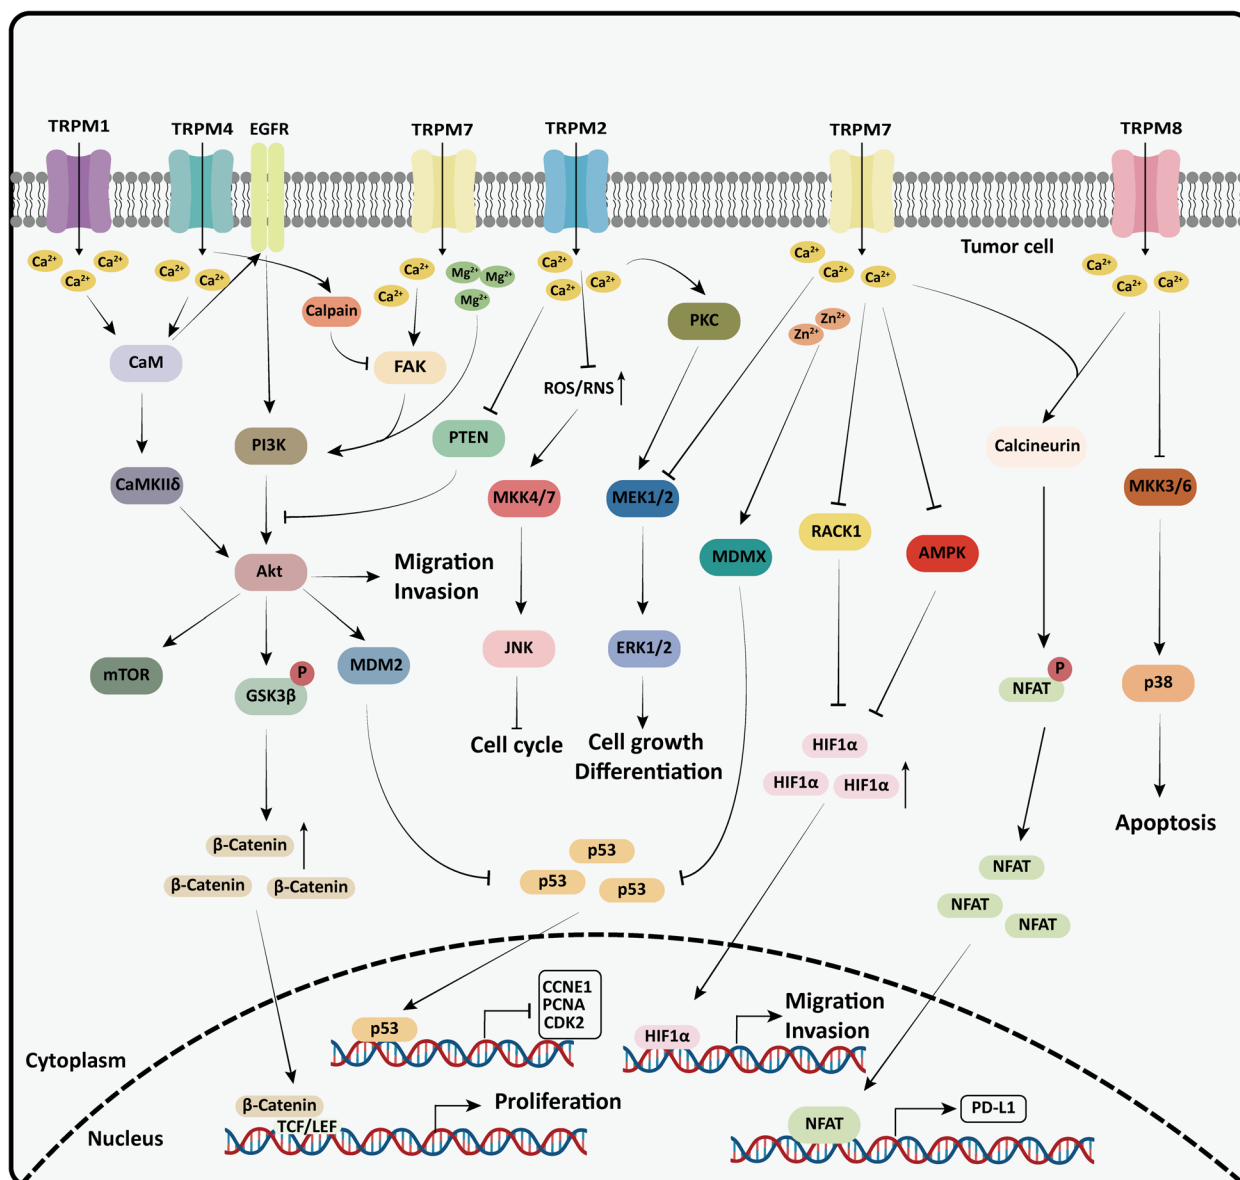 TRPM1
TRPM4
EGFR
TRPM7
TRPM2
TRPM7
TRPM8
Tumor cell
Ca²⁺
Ca²⁺
Ca²⁺
Ca²⁺
Ca²⁺
Ca²⁺
Ca²⁺
Mg²⁺
Mg²⁺
Mg²⁺
Ca²⁺
Ca²⁺
Ca²⁺
Ca²⁺
Ca²⁺
Ca²⁺
Ca²⁺
Ca²⁺
Ca²⁺
Zn²⁺
Zn²⁺
Calpain
PKC
CaM
FAK
ROS/RNS
PI3K
PTEN
Calcineurin
CaMKIIδ
MKK4/7
MEK1/2
MKK3/6
RACK1
MDMX
AMPK
Akt
Migration
Invasion
mTOR
P
GSK3β
MDM2
JNK
ERK1/2
P
NFAT
p38
Cell cycle
Cell growth
Differentiation
HIF1α
HIF1α
HIF1α
Apoptosis
β-Catenin
β-Catenin
β-Catenin
p53
p53
p53
NFAT
NFAT
NFAT
CCNE1
PCNA
CDK2
p53
HIF1α
Migration
Invasion
Cytoplasm
Nucleus
β-Catenin
TCF/LEF
Proliferation
NFAT
PD-L1